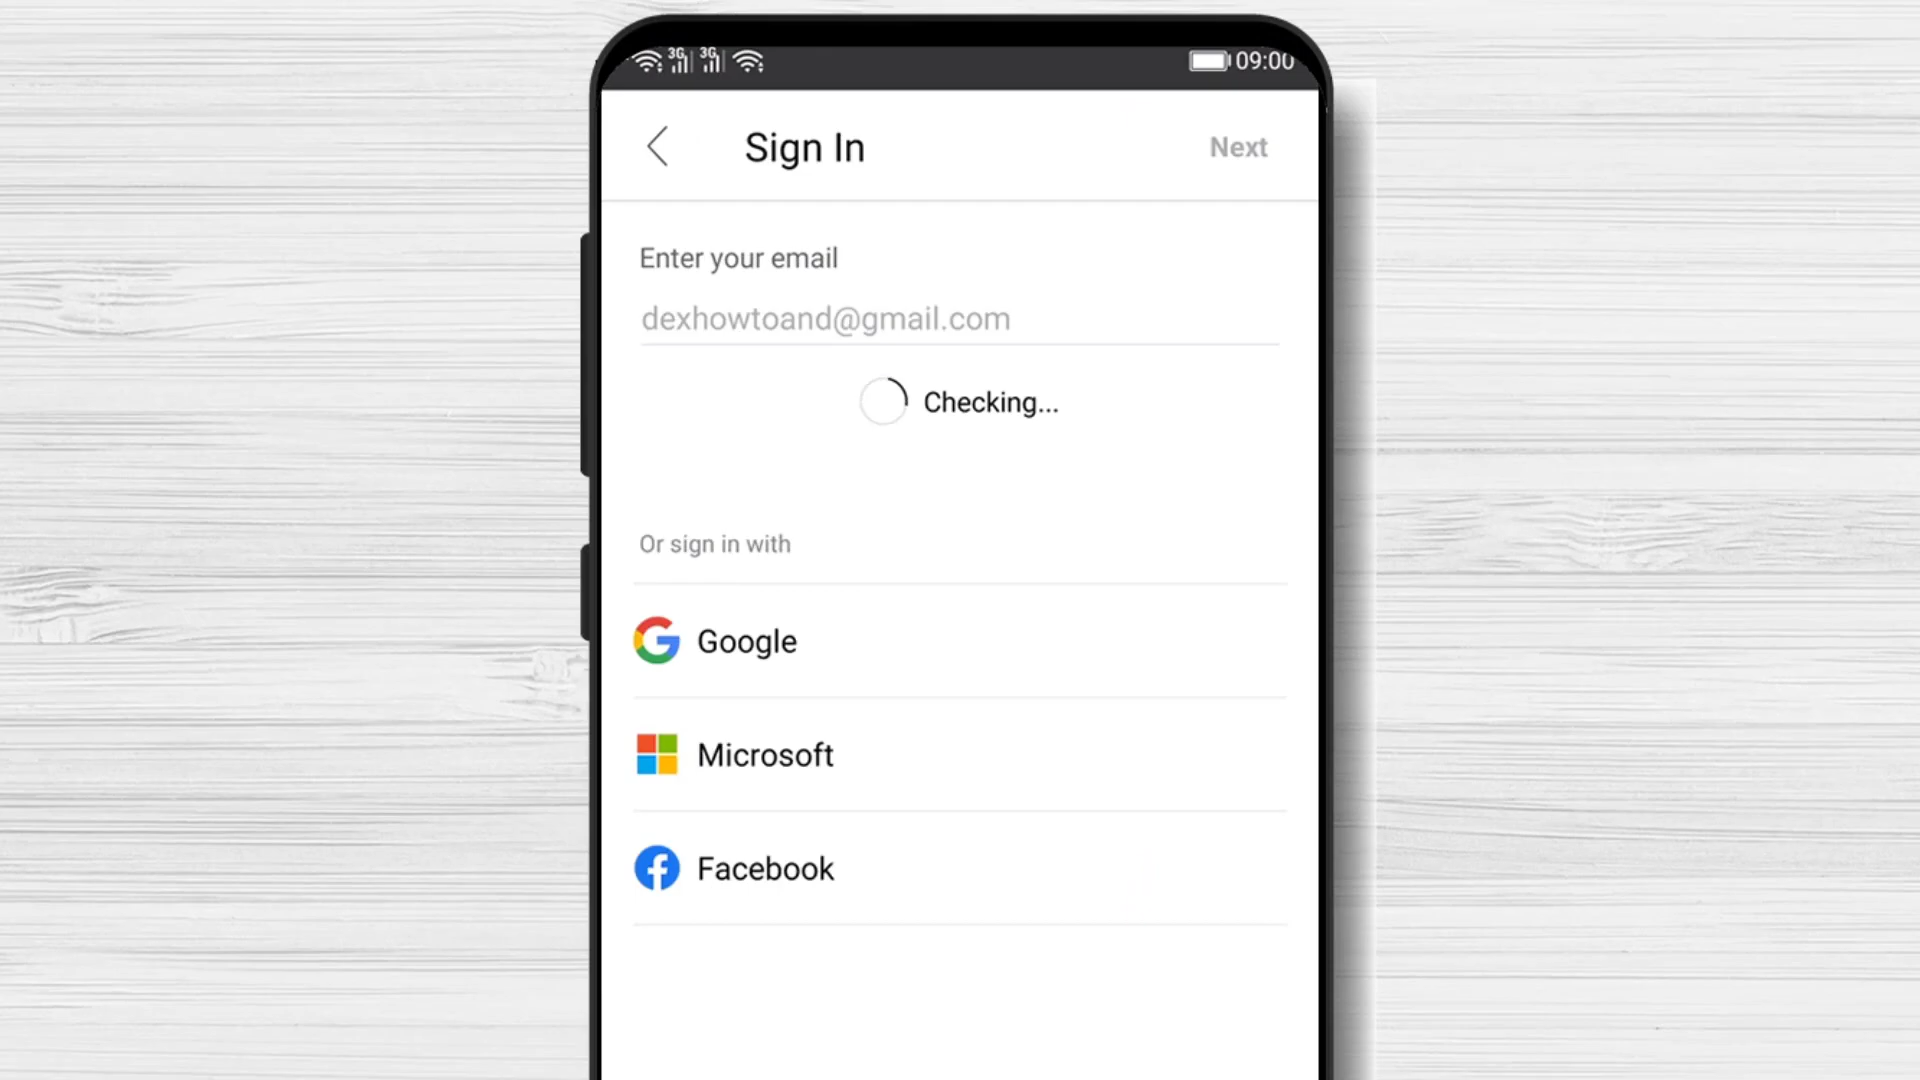 3G 3G 09:00
Sign In Next
Enter your email
dexhowtoand@gmail.com
Checking...
Or sign in with
Google
Microsoft
Facebook